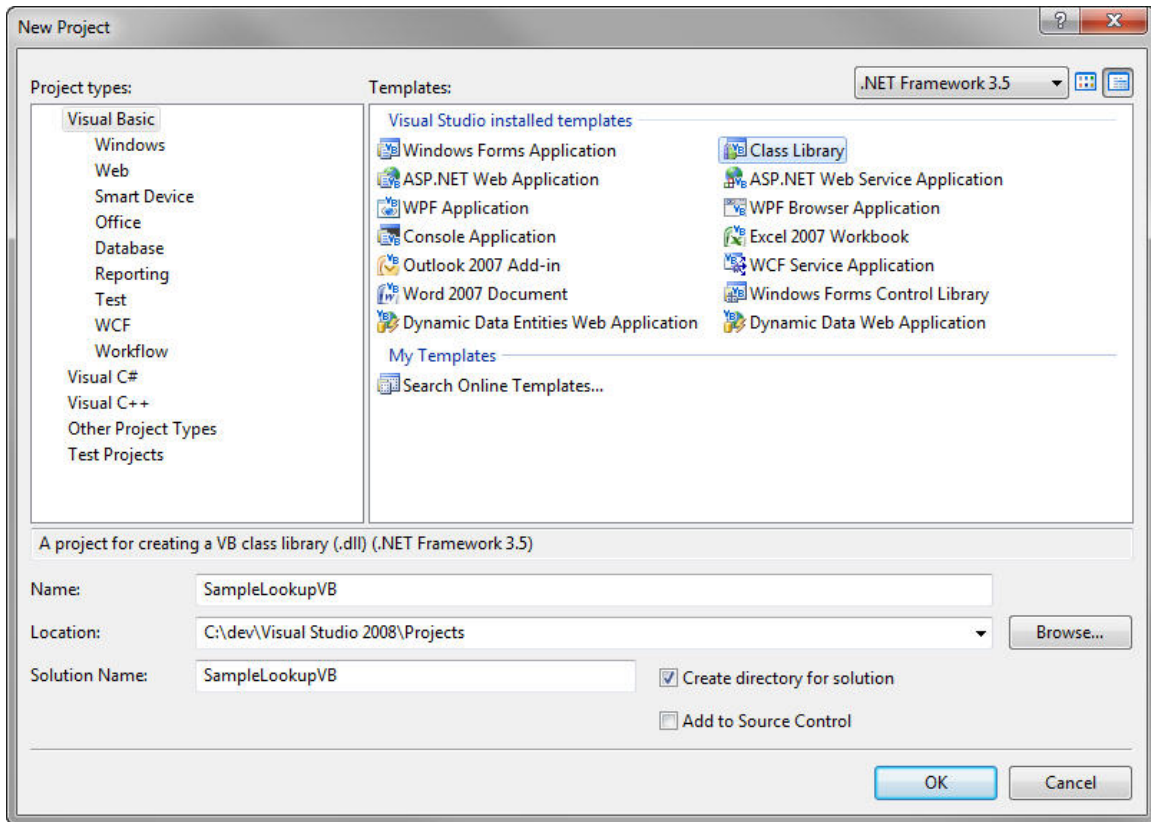 New Project
Project types:
Templates:
.NET Framework 3.5
Visual Basic
Windows
Web
Smart Device
Office
Database
Reporting
Test
WCF
Workflow
Visual C#
Visual C++
Other Project Types
Test Projects
Visual Studio installed templates
Windows Forms Application
Class Library
ASP.NET Web Application
ASP.NET Web Service Application
WPF Application
WPF Browser Application
Console Application
Excel 2007 Workbook
Outlook 2007 Add-in
WCF Service Application
Word 2007 Document
Windows Forms Control Library
Dynamic Data Entities Web Application
Dynamic Data Web Application
My Templates
Search Online Templates...
A project for creating a VB class library (.dll) (.NET Framework 3.5)
Name:
SampleLookupVB
Location:
C:\dev\Visual Studio 2008\Projects
Browse...
Solution Name:
SampleLookupVB
Create directory for solution
Add to Source Control
OK
Cancel